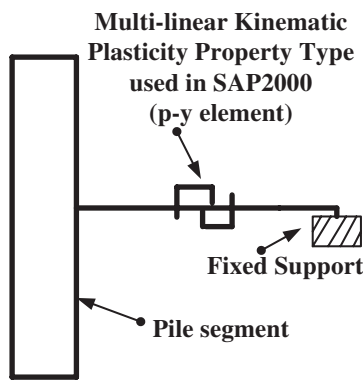 Multi-linear Kinematic
Plasticity Property Type
used in SAP2000
(p-y element)
Fixed Support
Pile segment